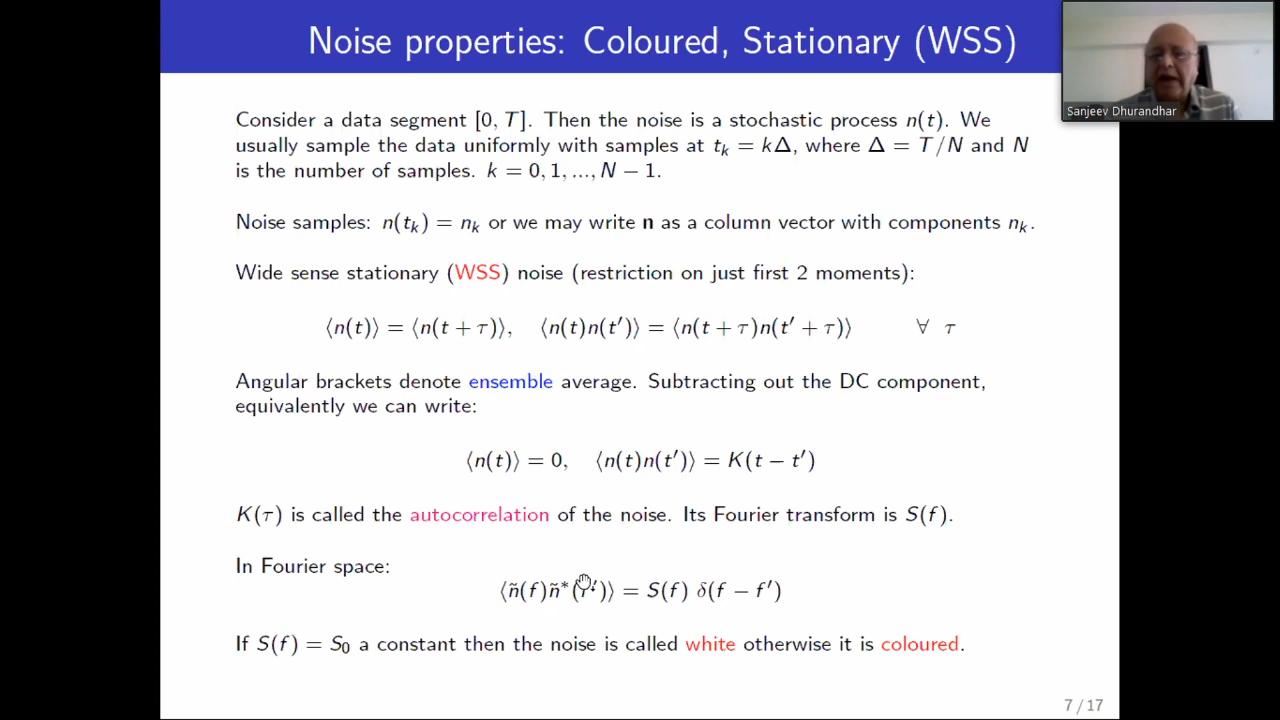 Noise properties: Coloured, Stationary (WSS)
Sanjeev Dhurandhar
Consider a data segment [0, T]. Then the noise is a stochastic process n(t). We
usually sample the data uniformly with samples at tₖ = kΔ, where Δ = T/N and N
is the number of samples. k = 0, 1, ..., N − 1.
Noise samples: n(tₖ) = nₖ or we may write n as a column vector with components nₖ.
Wide sense stationary (WSS) noise (restriction on just first 2 moments):
⟨n(t)⟩ = ⟨n(t + τ)⟩, ⟨n(t)n(t′)⟩ = ⟨n(t + τ)n(t′ + τ)⟩ ∀ τ
Angular brackets denote ensemble average. Subtracting out the DC component,
equivalently we can write:
⟨n(t)⟩ = 0, ⟨n(t)n(t′)⟩ = K(t − t′)
K(τ) is called the autocorrelation of the noise. Its Fourier transform is S(f).
In Fourier space:
⟨ñ(f)ñ*(f′)⟩ = S(f) δ(f − f′)
If S(f) = S₀ a constant then the noise is called white otherwise it is coloured.
7 / 17